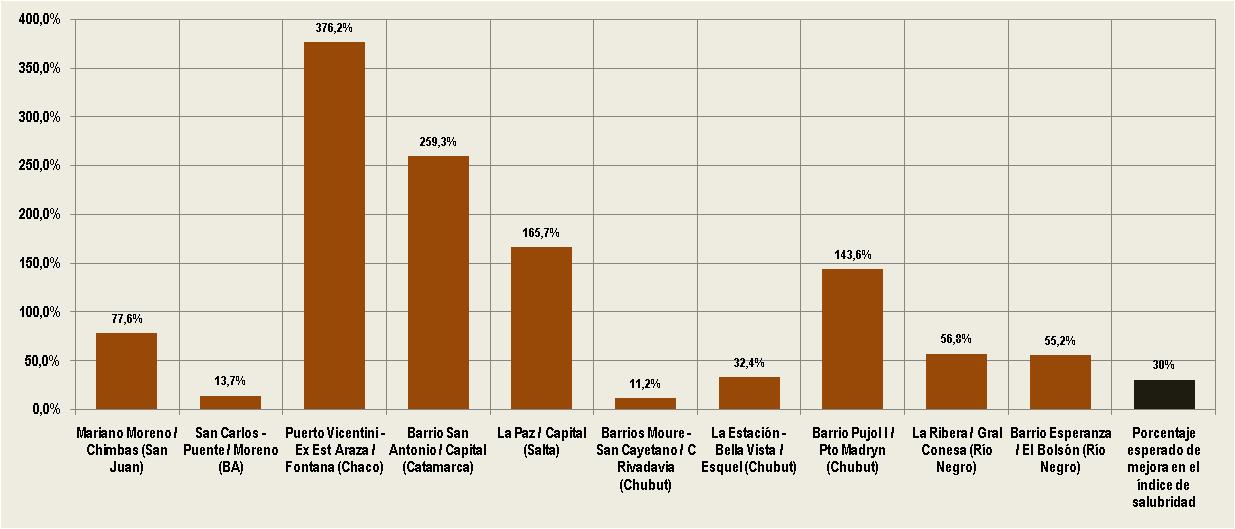 400,0%
350,0%
300,0%
250,0%
200,0%
150,0%
100,0%
50,0%
0,0%
77,6%
13,7%
376,2%
259,3%
165,7%
11,2%
32,4%
143,6%
56,8%
55,2%
30%
Mariano Moreno /
Chimbas (San
Juan)
San Carlos -
Puente / Moreno
(BA)
Puerto Vicentini -
Ex Est Araza /
Fontana (Chaco)
Barrio San
Antonio / Capital
(Catamarca)
La Paz / Capital
(Salta)
Barrios Moure -
San Cayetano / C
Rivadavia
(Chubut)
La Estación -
Bella Vista /
Esquel (Chubut)
Barrio Pujol I /
Pto Madryn
(Chubut)
La Ribera / Gral
Conesa (Río
Negro)
Barrio Esperanza
/ El Bolsón (Río
Negro)
Porcentaje
esperado de
mejora en el
índice de
salubridad